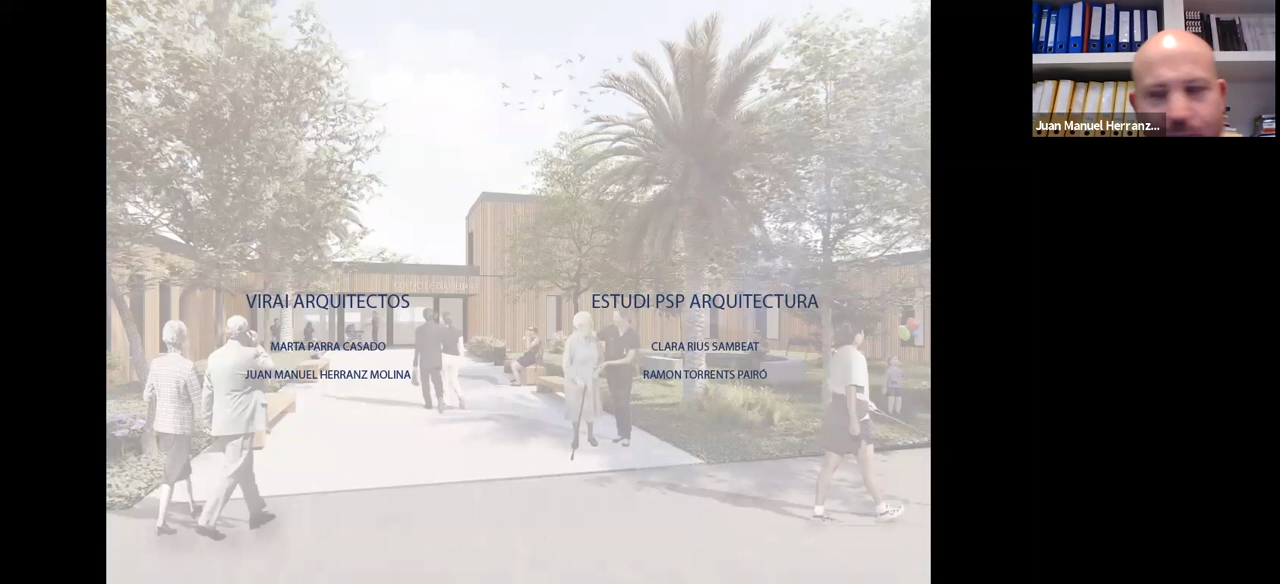 VIRAI ARQUITECTOS
MARTA PARRA CASADO
JUAN MANUEL HERRANZ MOLINA
ESTUDI PSP ARQUITECTURA
CLARA RIUS SAMBEAT
RAMON TORRENTS PAIRÓ
Juan Manuel Herranz...